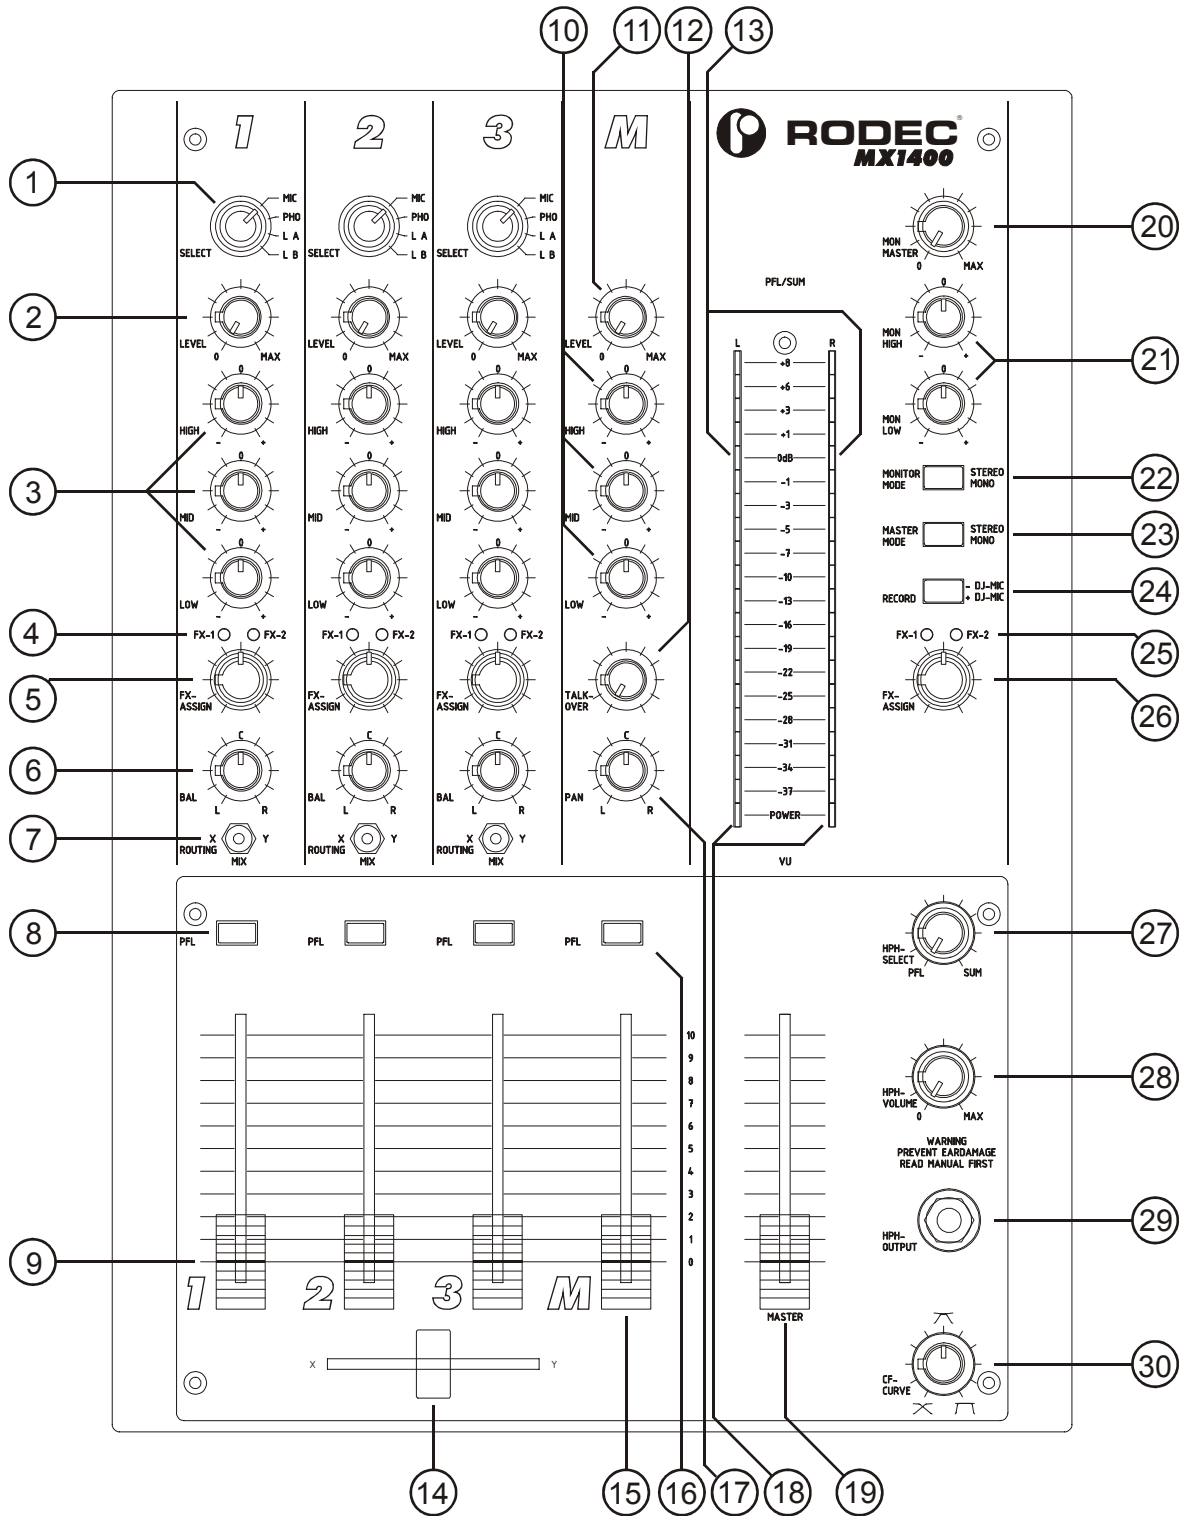 10 11 12 13
1 2 3 M RODEC®
MX1400
1
MIC MIC MIC
PHO PHO PHO
L A L A L A
L B L B L B
SELECT SELECT SELECT
MON
MASTER
0 MAX
20
PFL/SUM
2
LEVEL LEVEL LEVEL LEVEL
0 MAX 0 MAX 0 MAX 0 MAX
0
MON
HIGH
- +
21
L R
+8
+6
+3
+1
0dB
-1
-3
-5
-7
-10
-13
-16
-19
-22
-25
-28
-31
-34
-37
POWER
VU
0 0 0
HIGH HIGH HIGH HIGH
- + - + - + - +
0
MON
LOW
- +
3
0 0 0
MID MID MID MID
- + - + - + - +
MONITOR
MODE
STEREO
MONO
22
0 0 0
LOW LOW LOW LOW
- + - + - + - +
MASTER
MODE
STEREO
MONO
23
RECORD
- DJ-MIC
+ DJ-MIC
24
4
FX-1 FX-2 FX-1 FX-2 FX-1 FX-2
FX-1 FX-2
25
5
FX-
ASSIGN
FX-
ASSIGN
FX-
ASSIGN
TALK-
OVER
FX-
ASSIGN
26
6
C C C C
BAL BAL BAL PAN
L R L R L R L R
7
X Y X Y X Y
ROUTING ROUTING ROUTING
MIX MIX MIX
8
PFL PFL PFL PFL
HPH-
SELECT
PFL SUM
27
10
9
8
7
6
5
4
3
2
1
0
HPH-
VOLUME
0 MAX
28
WARNING
PREVENT EARDAMAGE
READ MANUAL FIRST
HPH-
OUTPUT
29
9
1 2 3 M
MASTER
X Y
CF-
CURVE
30
14 15 16 17 18 19